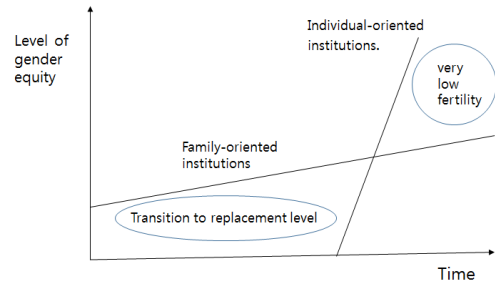 Level of
gender
equity
Individual-oriented
institutions.
very
low
fertility
Family-oriented
institutions
Transition to replacement level
Time